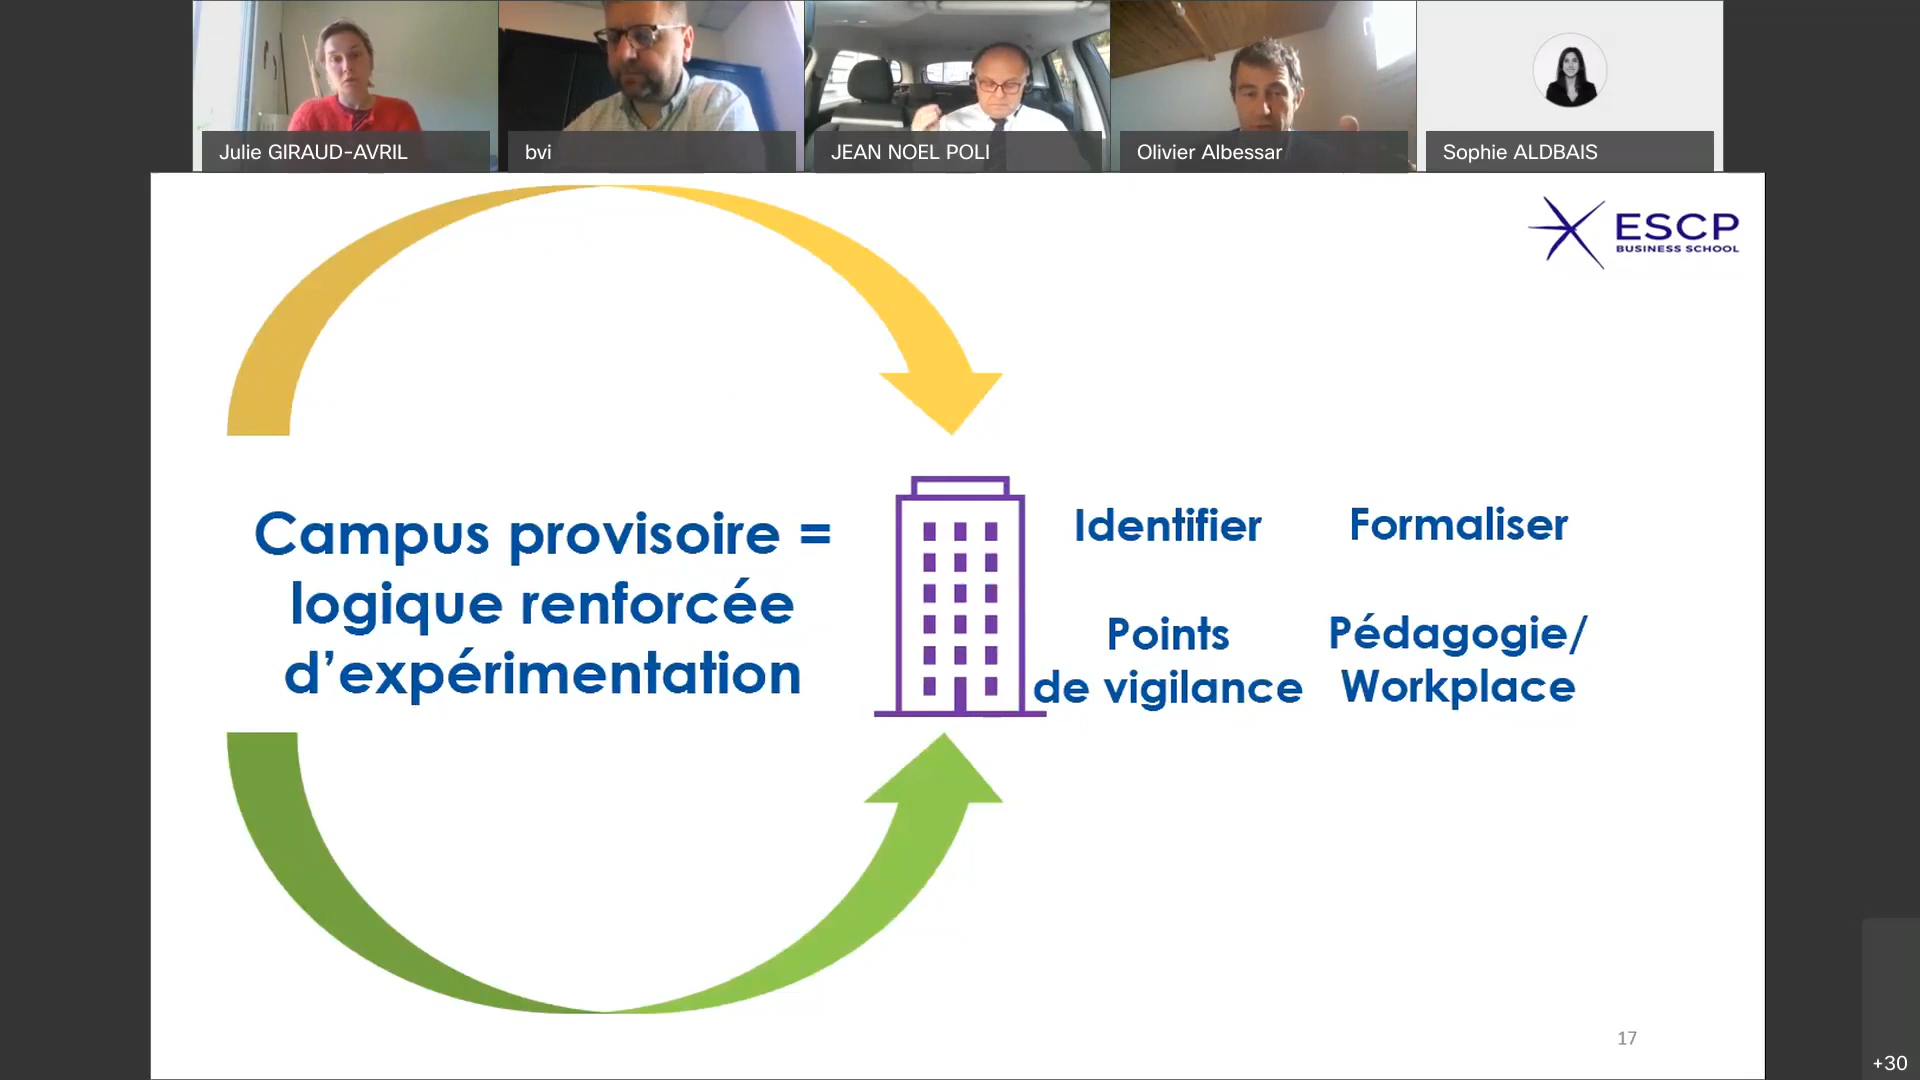 Julie GIRAUD-AVRIL
bvi
JEAN NOEL POLI
Olivier Albessar
Sophie ALDBAIS
ESCP
BUSINESS SCHOOL
Campus provisoire =
logique renforcée
d’expérimentation
Identifier
Formaliser
Points
de vigilance
Pédagogie/
Workplace
17
+30